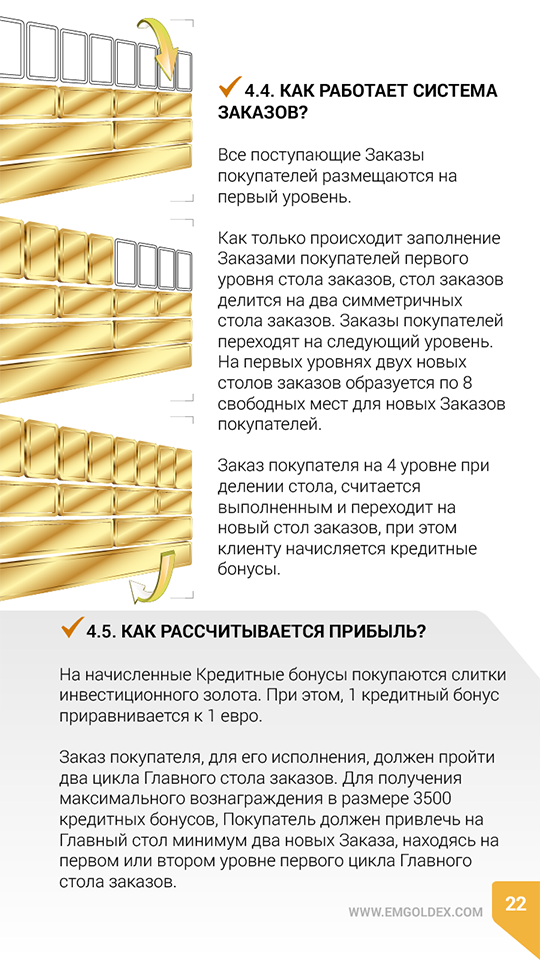 4.4. КАК РАБОТАЕТ СИСТЕМА
ЗАКАЗОВ?
Все поступающие Заказы
покупателей размещаются на
первый уровень.
Как только происходит заполнение
Заказами покупателей первого
уровня стола заказов, стол заказов
делится на два симметричных
стола заказов. Заказы покупателей
переходят на следующий уровень.
На первых уровнях двух новых
столов заказов образуется по 8
свободных мест для новых Заказов
покупателей.
Заказ покупателя на 4 уровне при
делении стола, считается
выполненным и переходит на
новый стол заказов, при этом
клиенту начисляется кредитные
бонусы.
4.5. КАК РАССЧИТЫВАЕТСЯ ПРИБЫЛЬ?
На начисленные Кредитные бонусы покупаются слитки
инвестиционного золота. При этом, 1 кредитный бонус
приравнивается к 1 евро.
Заказ покупателя, для его исполнения, должен пройти
два цикла Главного стола заказов. Для получения
максимального вознаграждения в размере 3500
кредитных бонусов, Покупатель должен привлечь на
Главный стол минимум два новых Заказа, находясь на
первом или втором уровне первого цикла Главного
стола заказов.
WWW.EMGOLDEX.COM
22